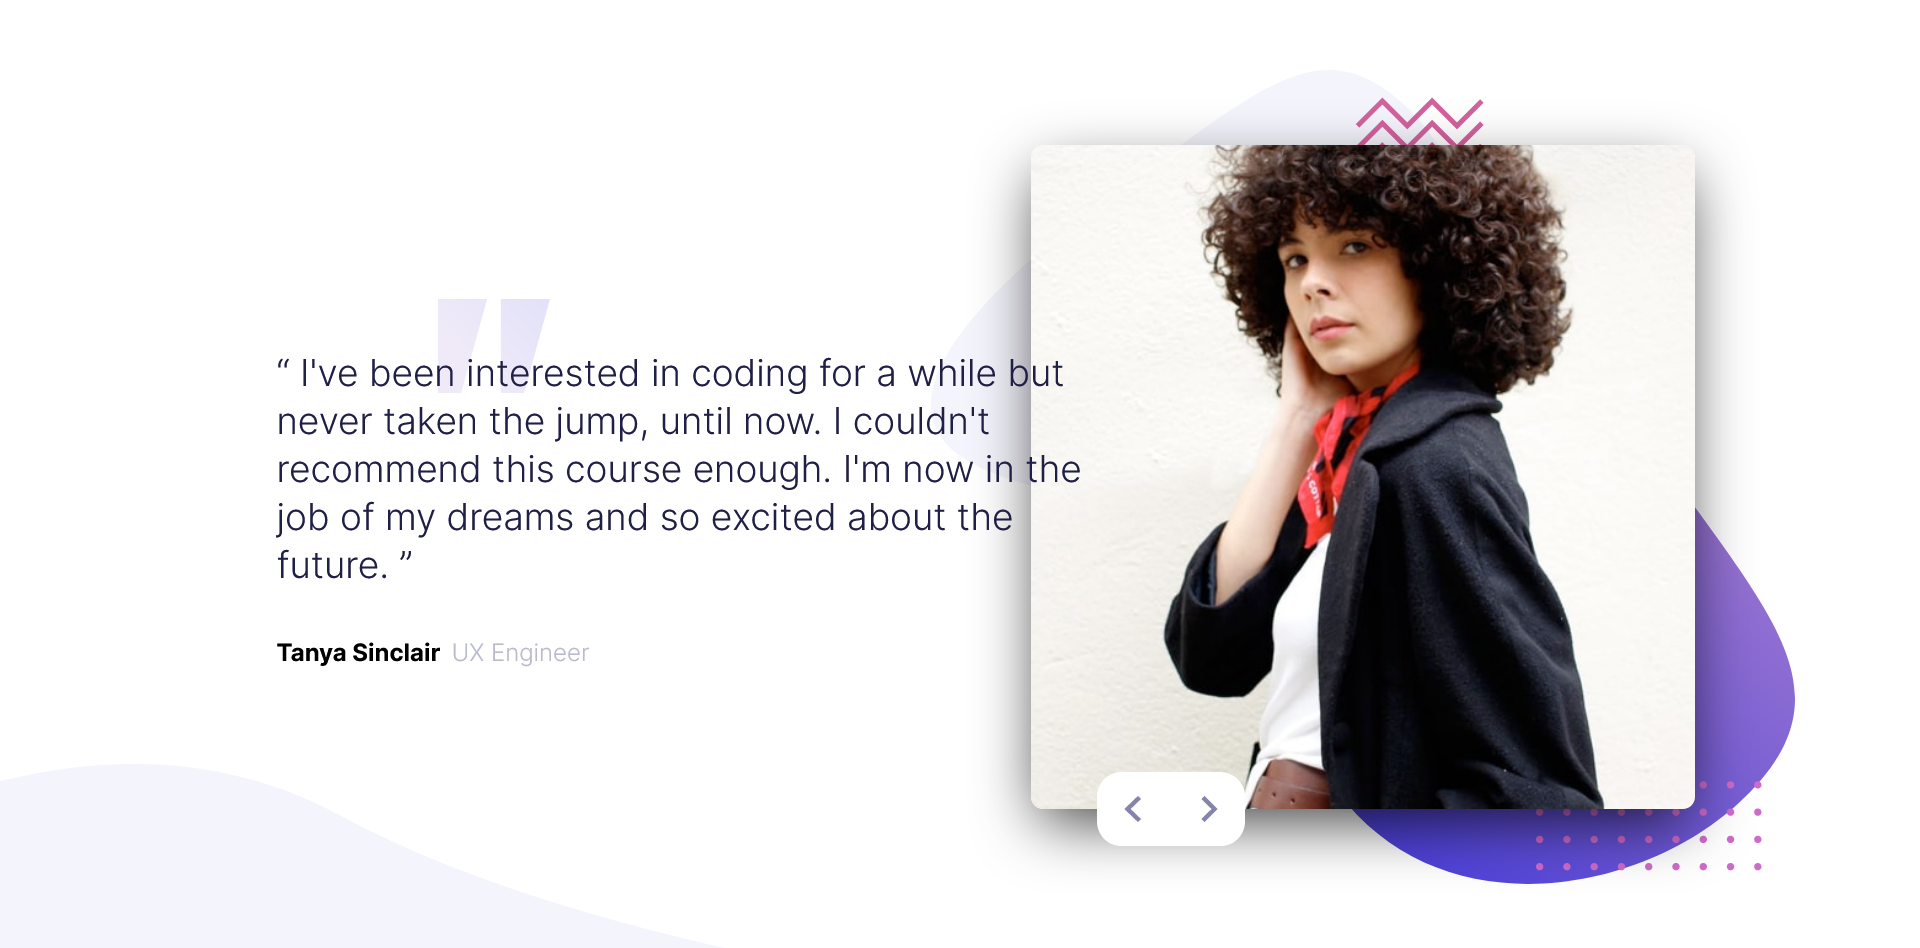 “ I've been interested in coding for a while but
never taken the jump, until now. I couldn't
recommend this course enough. I'm now in the
job of my dreams and so excited about the
future. ”
Tanya Sinclair UX Engineer